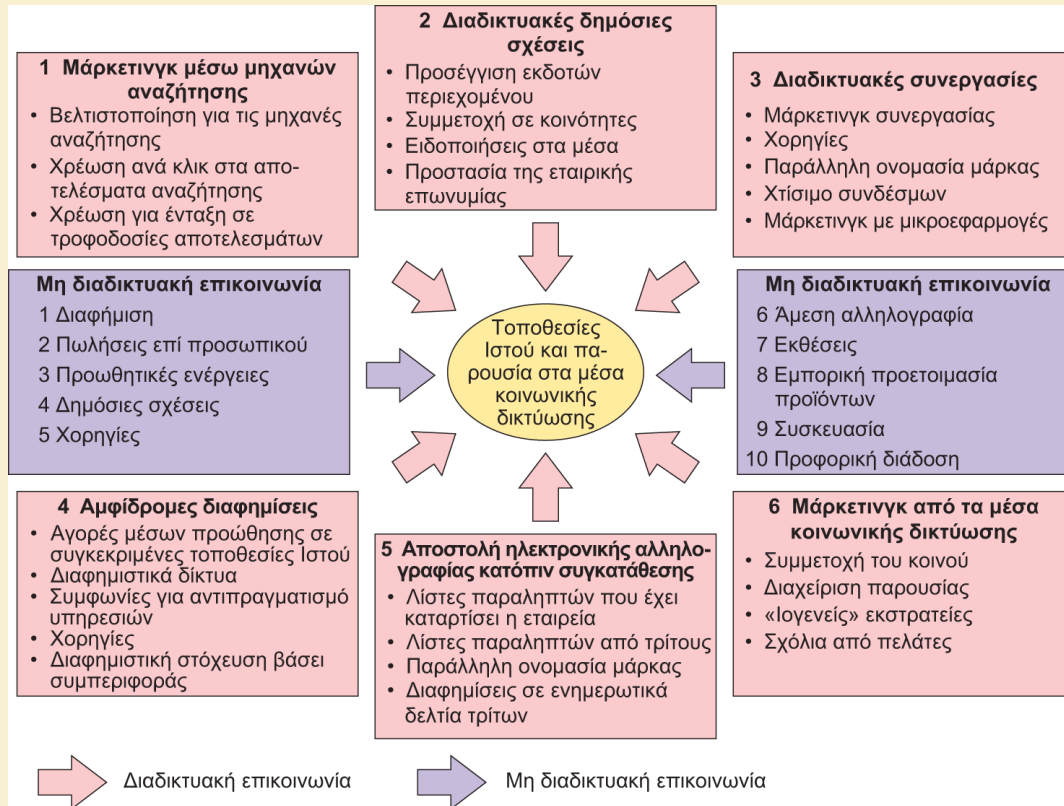 1 Μάρκετινγκ μέσω μηχανών
αναζήτησης
• Βελτιστοποίηση για τις μηχανές
αναζήτησης
• Χρέωση ανά κλικ στα απο-
τελέσματα αναζήτησης
• Χρέωση για ένταξη σε
τροφοδοσίες αποτελεσμάτων
2 Διαδικτυακές δημόσιες
σχέσεις
• Προσέγγιση εκδοτών
περιεχομένου
• Συμμετοχή σε κοινότητες
• Ειδοποιήσεις στα μέσα
• Προστασία της εταιρικής
επωνυμίας
3 Διαδικτυακές συνεργασίες
• Μάρκετινγκ συνεργασίας
• Χορηγίες
• Παράλληλη ονομασία μάρκας
• Χτίσιμο συνδέσμων
• Μάρκετινγκ με μικροεφαρμογές
Μη διαδικτυακή επικοινωνία
1 Διαφήμιση
2 Πωλήσεις επί προσωπικού
3 Προωθητικές ενέργειες
4 Δημόσιες σχέσεις
5 Χορηγίες
Τοποθεσίες
Ιστού και πα-
ρουσία στα μέσα
κοινωνικής
δικτύωσης
Μη διαδικτυακή επικοινωνία
6 Άμεση αλληλογραφία
7 Εκθέσεις
8 Εμπορική προετοιμασία
προϊόντων
9 Συσκευασία
10 Προφορική διάδοση
4 Αμφίδρομες διαφημίσεις
• Αγορές μέσων προώθησης σε
συγκεκριμένες τοποθεσίες Ιστού
• Διαφημιστικά δίκτυα
• Συμφωνίες για αντιπραγματισμό
υπηρεσιών
• Χορηγίες
• Διαφημιστική στόχευση βάσει
συμπεριφοράς
5 Αποστολή ηλεκτρονικής αλληλο-
γραφίας κατόπιν συγκατάθεσης
• Λίστες παραληπτών που έχει
καταρτίσει η εταιρεία
• Λίστες παραληπτών από τρίτους
• Παράλληλη ονομασία μάρκας
• Διαφημίσεις σε ενημερωτικά
δελτία τρίτων
6 Μάρκετινγκ από τα μέσα
κοινωνικής δικτύωσης
• Συμμετοχή του κοινού
• Διαχείριση παρουσίας
• «Ιογενείς» εκστρατείες
• Σχόλια από πελάτες
Διαδικτυακή επικοινωνία
Μη διαδικτυακή επικοινωνία